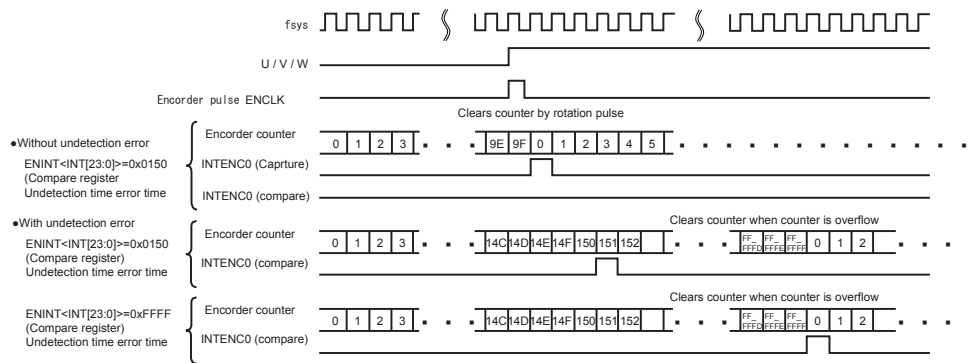 fsys
U / V / W
Encorder pulse ENCLK
Clears counter by rotation pulse
●Without undetection error
ENINT<INT[23:0]>=0x0150
(Compare register
Undetection time error time
Encorder counter
0 1 2 3 9E 9F 0 1 2 3 4 5
INTENC0 (Caprture)
INTENC0 (compare)
●With undetection error
ENINT<INT[23:0]>=0x0150
(Compare register)
Undetection time error time
Clears counter when counter is overflow
Encorder counter
0 1 2 3 14C 14D 14E 14F 150 151 152 FF_FFFD FF_FFFE FF_FFFF 0 1 2
INTENC0 (compare)
ENINT<INT[23:0]>=0xFFFF
(Compare register)
Undetection time error time
Clears counter when counter is overflow
Encorder counter
0 1 2 3 14C 14D 14E 14F 150 151 152 FF_FFFD FF_FFFE FF_FFFF 0 1 2
INTENC0 (compare)